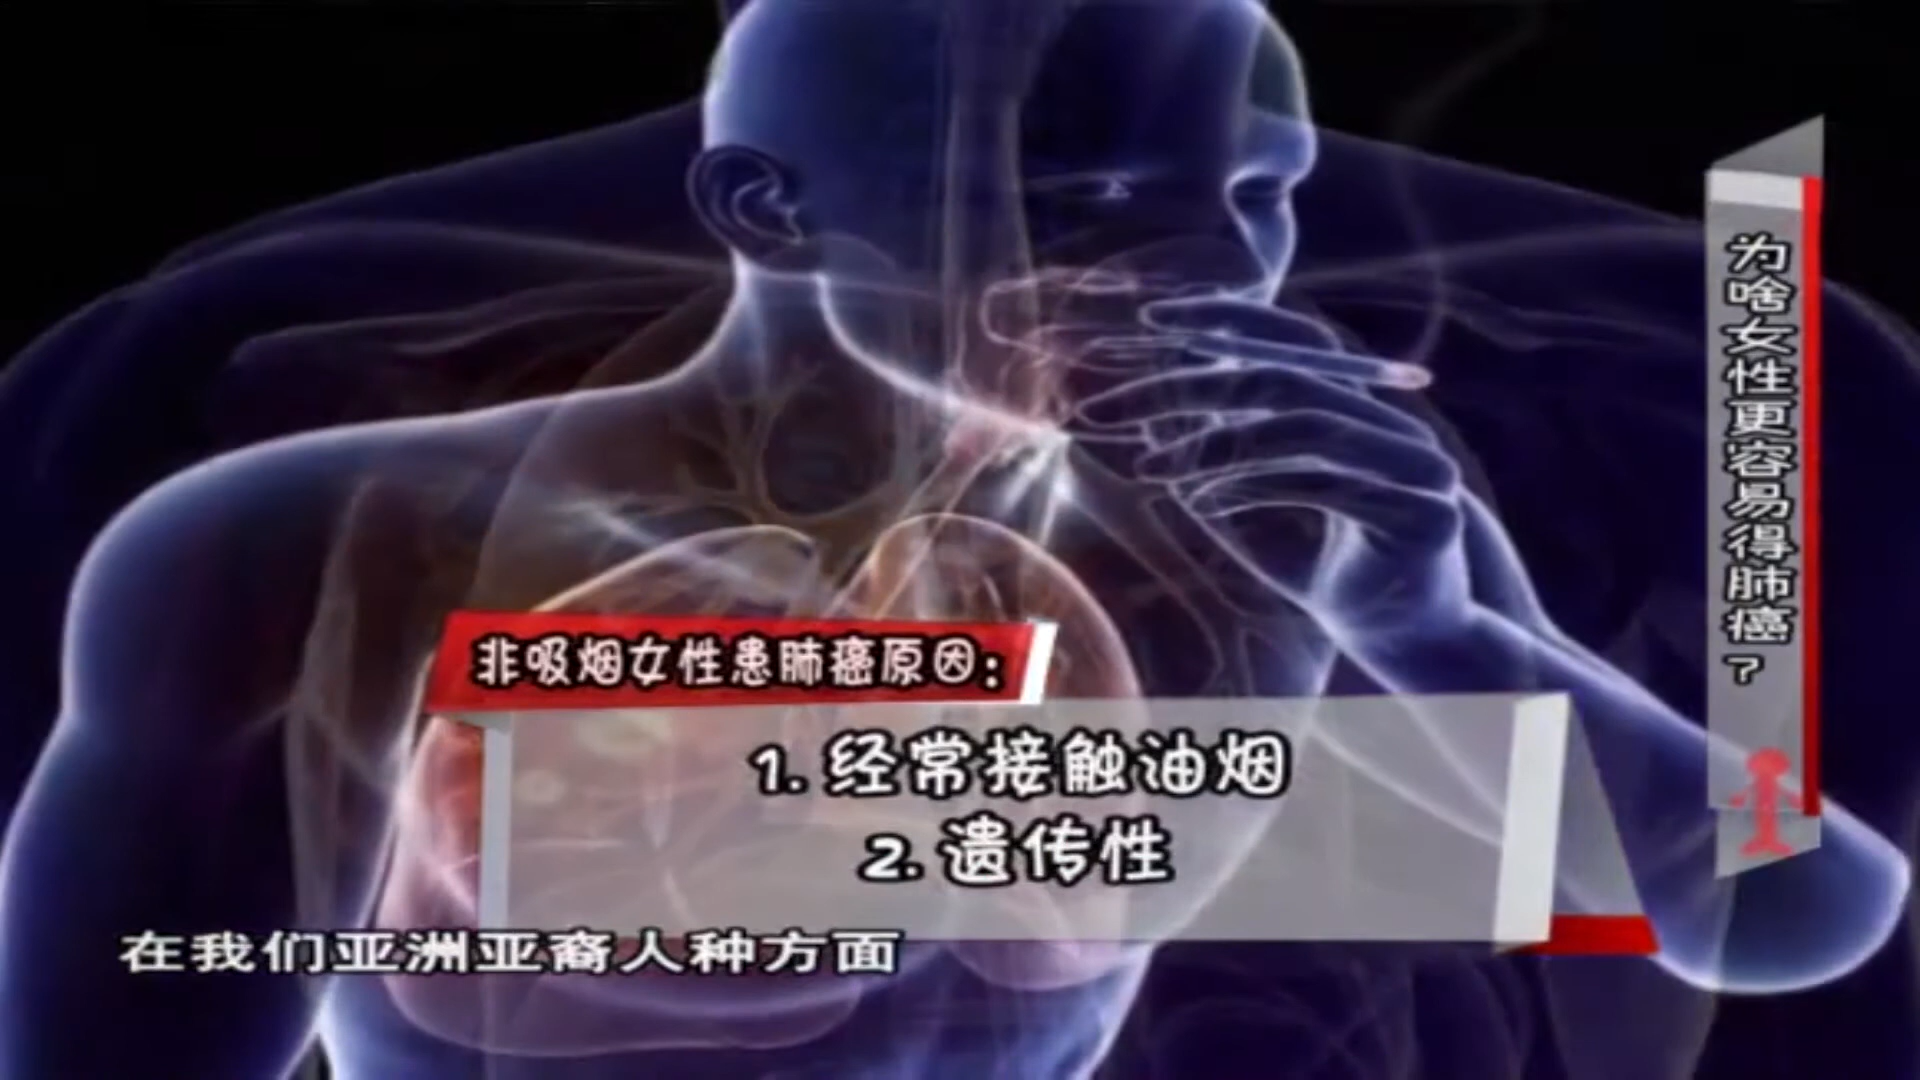 为啥女性更容易得肺癌？
非吸烟女性患肺癌原因：
1. 经常接触油烟
2. 遗传性
在我们亚洲亚裔人种方面